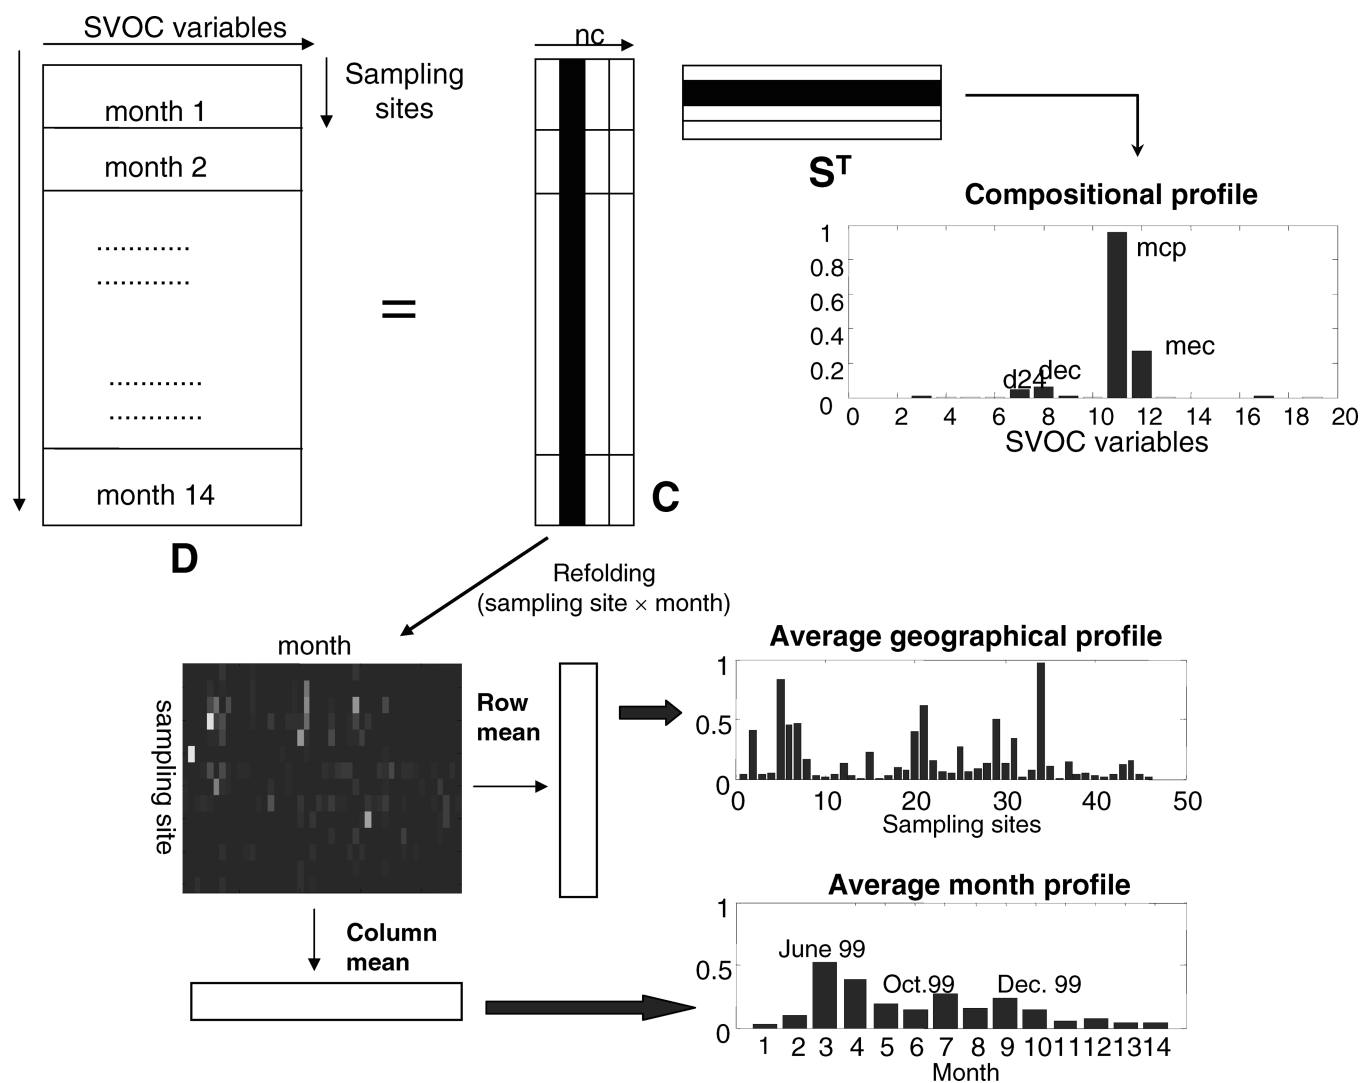 SVOC variables
Sampling
sites
month 1
month 2
............
............
............
............
month 14
D
=
nc
C
Sᵀ
Compositional profile
1
0.8
0.6
0.4
0.2
0
mcp
mec
d24
dec
0 2 4 6 8 10 12 14 16 18 20
SVOC variables
Refolding
(sampling site × month)
month
sampling site
Row
mean
Column
mean
Average geographical profile
1
0.5
0
0 10 20 30 40 50
Sampling sites
Average month profile
1
0.5
0
June 99
Oct.99
Dec. 99
1 2 3 4 5 6 7 8 9 10 11 12 13 14
Month